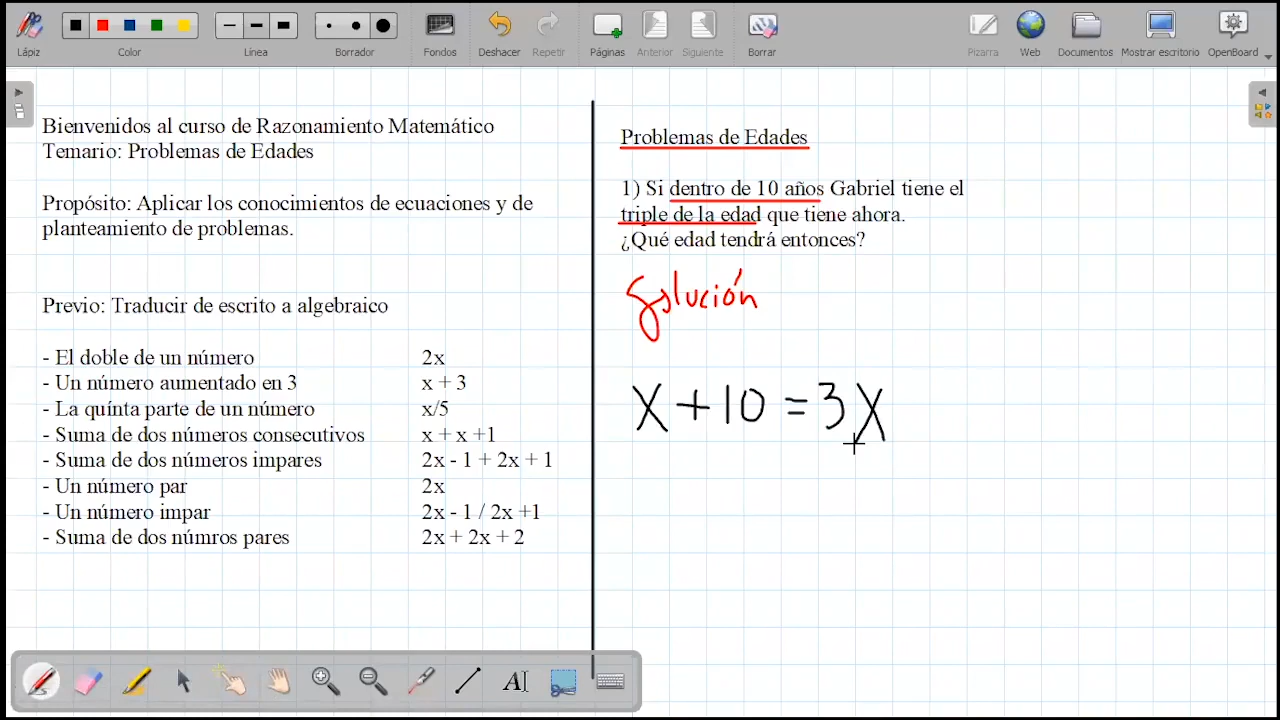 Lápiz Color Línea Borrador Fondos Deshacer Repetir Páginas Anterior Siguiente Borrar Pizarra Web Documentos Mostrar escritorio OpenBoard
Bienvenidos al curso de Razonamiento Matemático
Temario: Problemas de Edades
Propósito: Aplicar los conocimientos de ecuaciones y de
planteamiento de problemas.
Previo: Traducir de escrito a algebraico
- El doble de un número 2x
- Un número aumentado en 3 x + 3
- La quínta parte de un número x/5
- Suma de dos números consecutivos x + x +1
- Suma de dos números impares 2x - 1 + 2x + 1
- Un número par 2x
- Un número impar 2x - 1 / 2x +1
- Suma de dos númros pares 2x + 2x + 2
Problemas de Edades
1) Si dentro de 10 años Gabriel tiene el
triple de la edad que tiene ahora.
¿Qué edad tendrá entonces?
Solución
X + 10 = 3X
AI